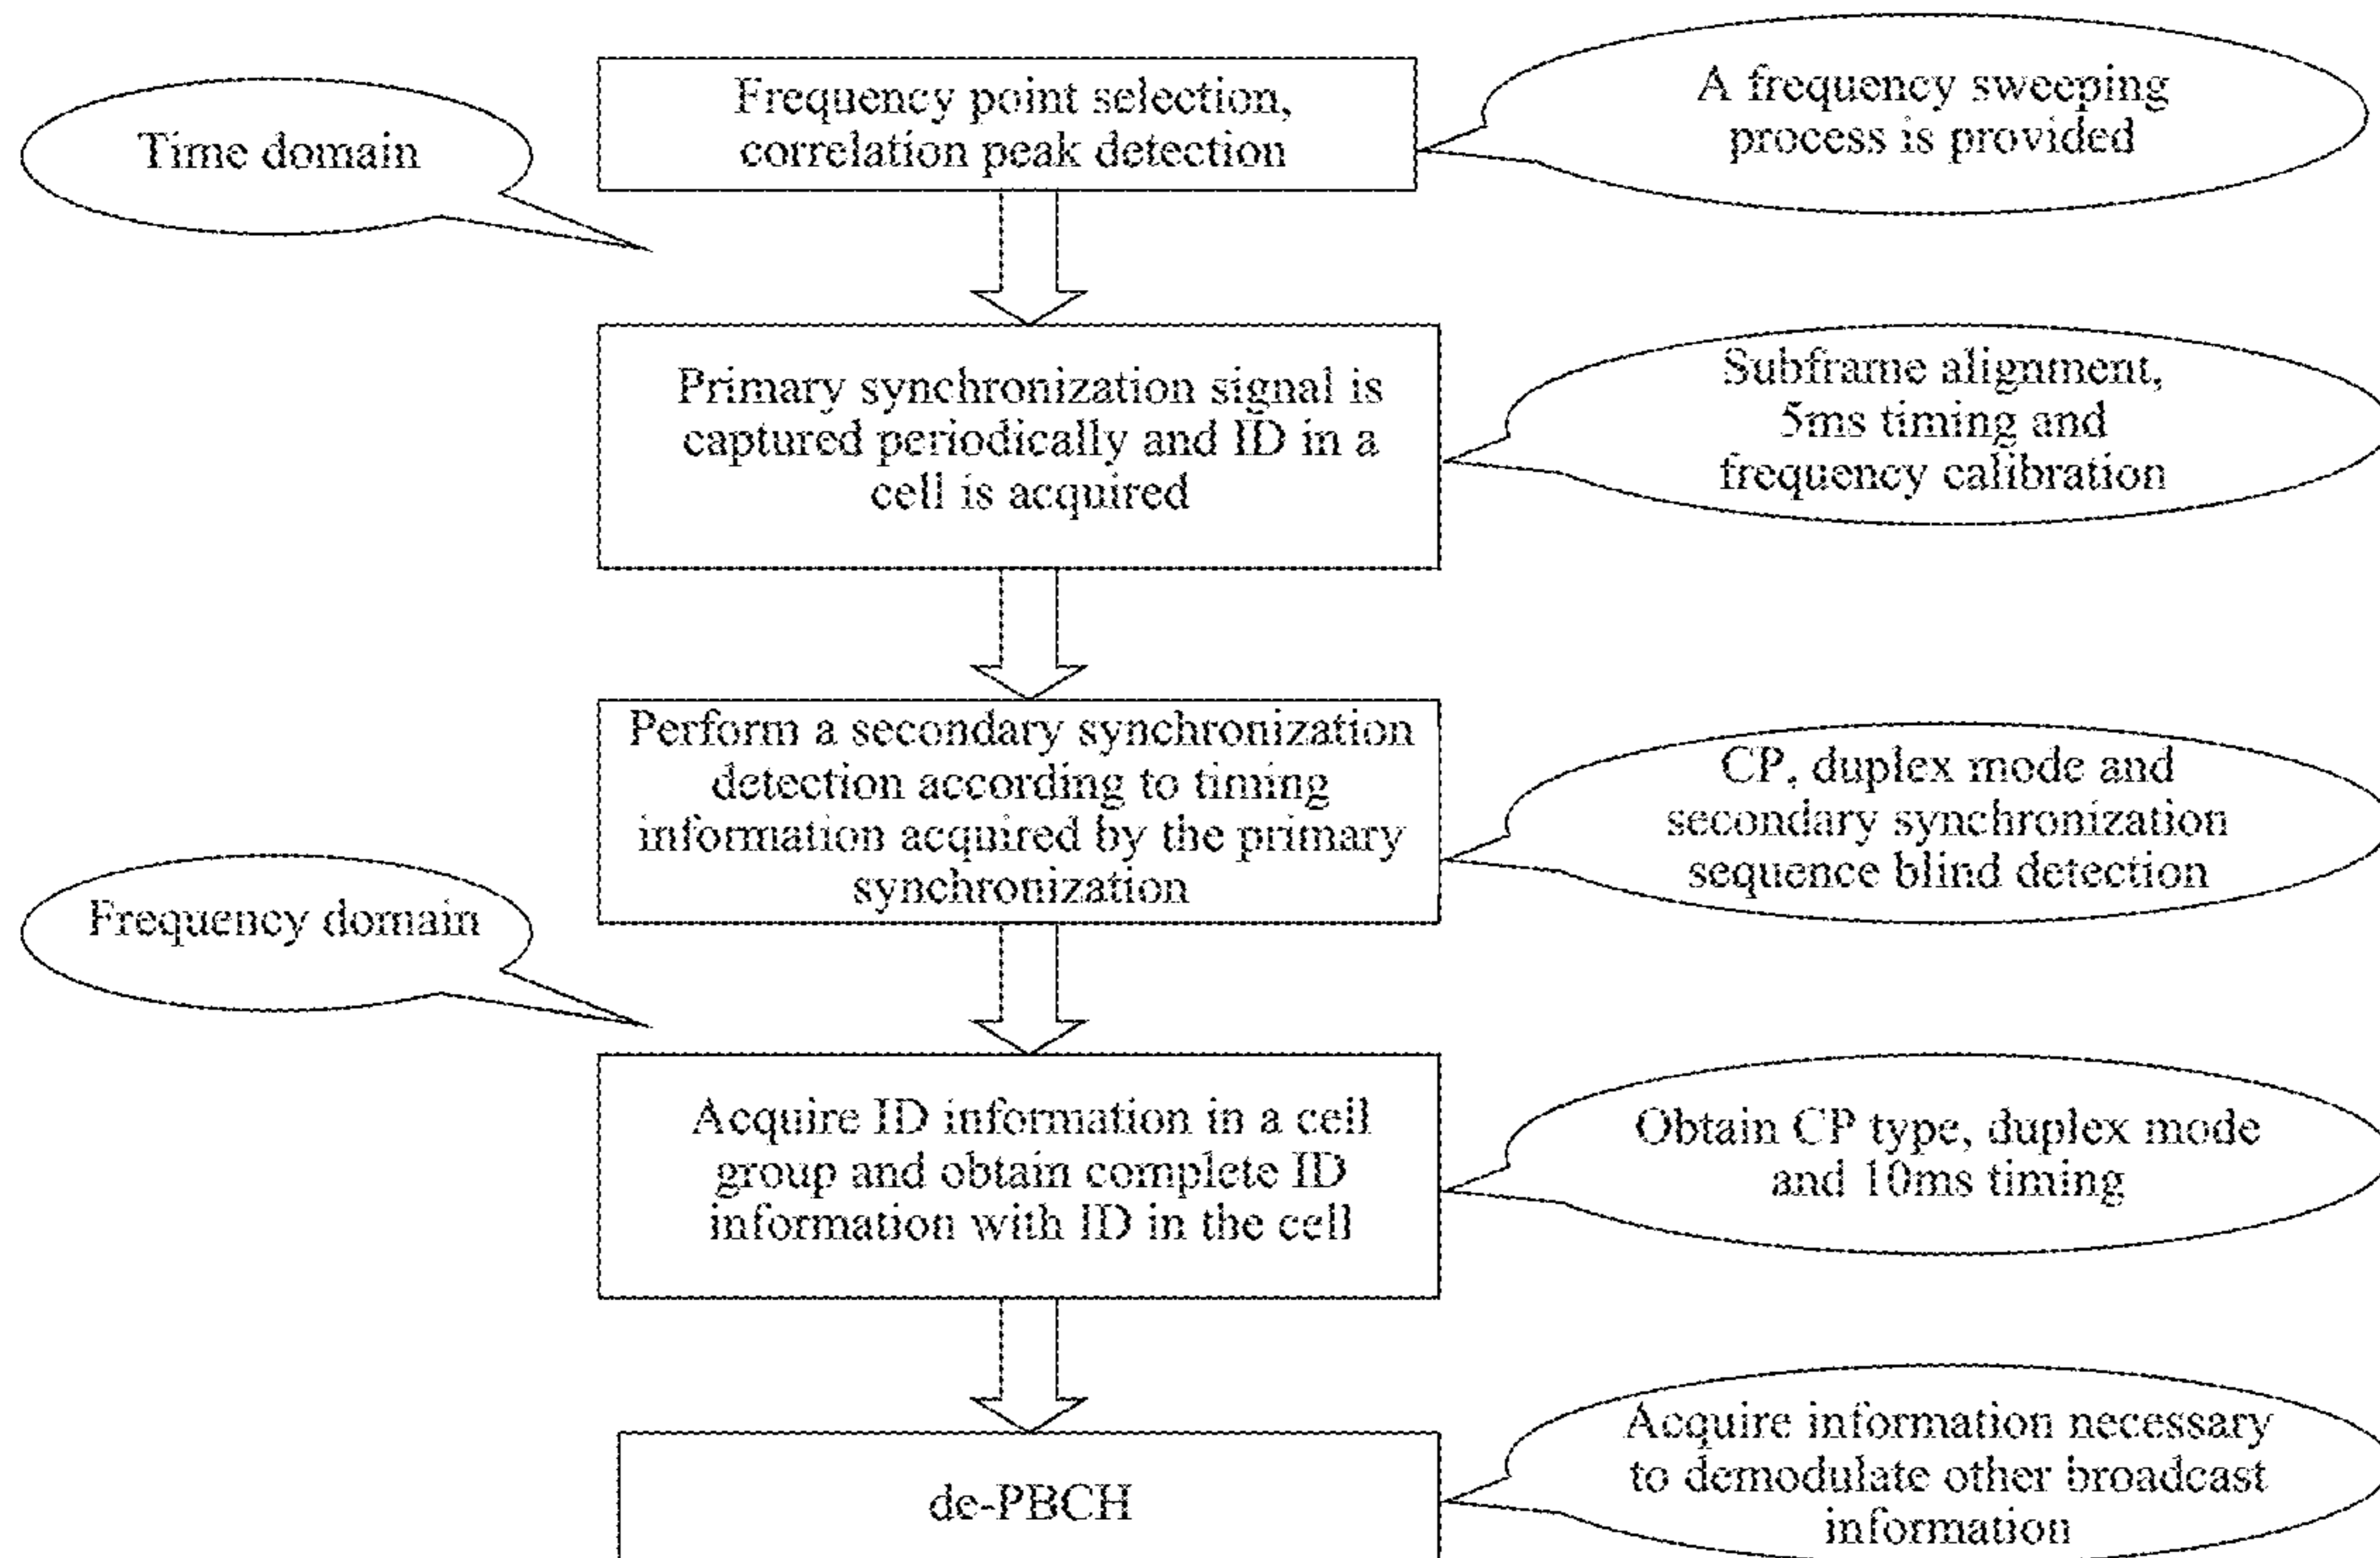 Frequency point selection,
correlation peak detection
A frequency sweeping
process is provided
Time domain
Primary synchronization signal is
captured periodically and ID in a
cell is acquired
Subframe alignment,
5ms timing and
frequency calibration
Perform a secondary synchronization
detection according to timing
information acquired by the primary
synchronization
CP, duplex mode and
secondary synchronization
sequence blind detection
Frequency domain
Acquire ID information in a cell
group and obtain complete ID
information with ID in the cell
Obtain CP type, duplex mode
and 10ms timing
de-PBCH
Acquire information necessary
to demodulate other broadcast
information